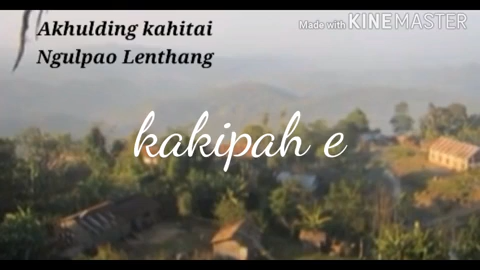 Akhulding kahitai
Made with KINEMASTER
Ngulpao Lenthang
kakipah e